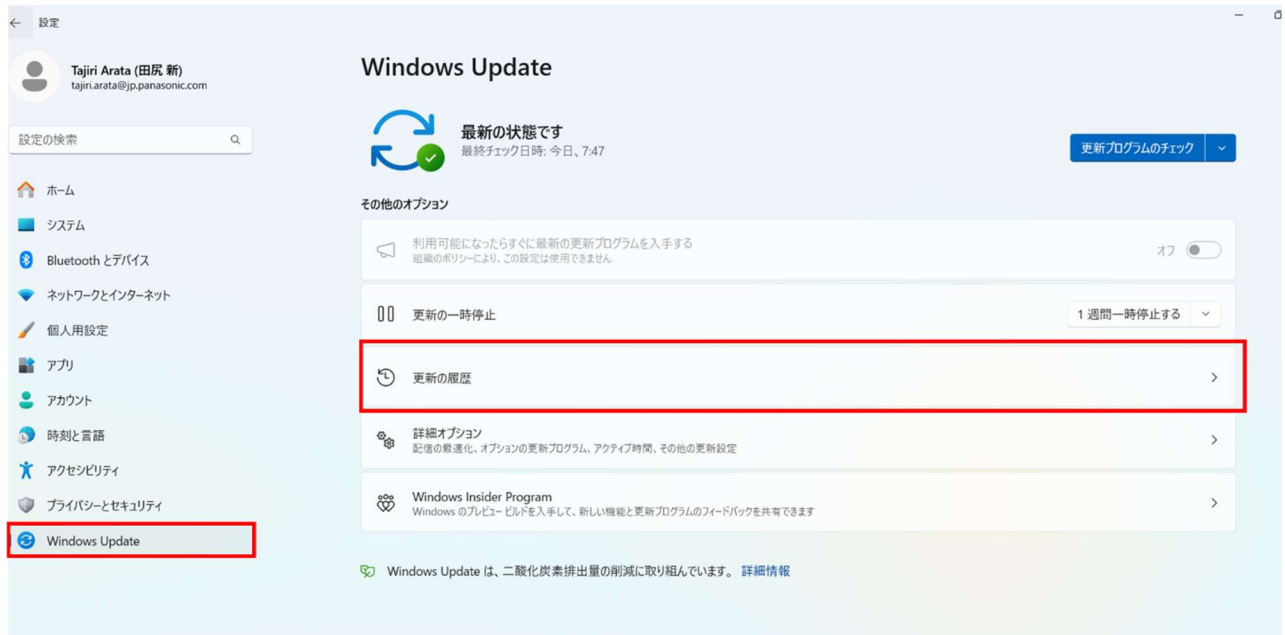 設定
Tajiri Arata (田尻 新)
tajiri.arata@jp.panasonic.com
設定の検索
ホーム
システム
Bluetooth とデバイス
ネットワークとインターネット
個人用設定
アプリ
アカウント
時刻と言語
アクセシビリティ
プライバシーとセキュリティ
Windows Update
Windows Update
最新の状態です
最終チェック日時: 今日、7:47
更新プログラムのチェック
その他のオプション
利用可能になったらすぐに最新の更新プログラムを入手する
組織のポリシーにより、この設定は使用できません
オフ
更新の一時停止
1 週間一時停止する
更新の履歴
詳細オプション
配信の最適化、オプションの更新プログラム、アクティブ時間、その他の更新設定
Windows Insider Program
Windows のプレビュー ビルドを入手して、新しい機能と更新プログラムのフィードバックを共有できます
Windows Update は、二酸化炭素排出量の削減に取り組んでいます。 詳細情報